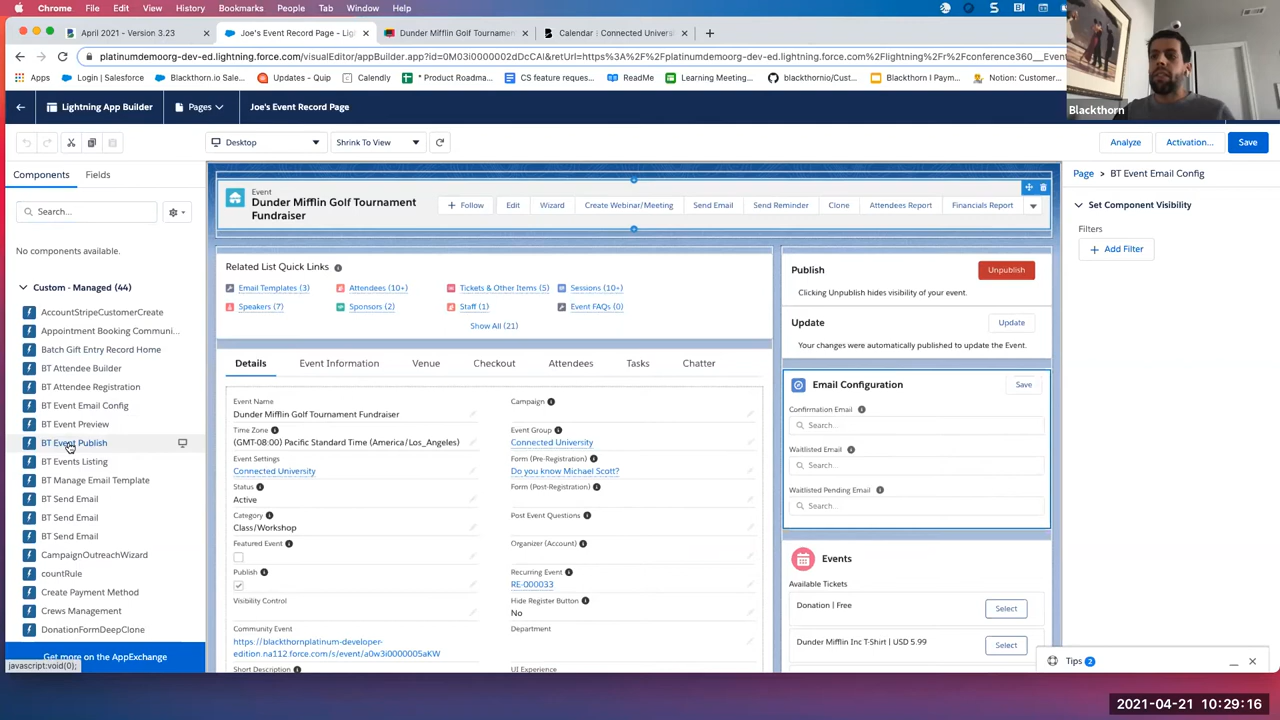 Chrome File Edit View History Bookmarks People Tab Window Help
April 2021 - Version 3.23 × Joe's Event Record Page - Ligh × Dunder Mifflin Golf Tournamen × Calendar | Connected Univers × +
platinumdemoorg-dev-ed.lightning.force.com/visualEditor/appBuilder.app?id=0M03i0000002dDcCAI&retUrl=https%3A%2F%2Fplatinumdemoorg-dev-ed.lightning.force.com%2Flightning%2Fr%2Fconference360__Even
Apps Login | Salesforce Blackthorn.io Sales... Updates - Quip Calendly * Product Roadma... CS feature reques... ReadMe Learning Meeting... blackthornio/Cust... Blackthorn | Paym... Notion: Customer...
Blackthorn
Lightning App Builder Pages Joe's Event Record Page
Desktop Shrink To View Analyze Activation... Save
Components Fields
Search...
No components available.
Custom - Managed (44)
AccountStripeCustomerCreate
Appointment Booking Communi...
Batch Gift Entry Record Home
BT Attendee Builder
BT Attendee Registration
BT Event Email Config
BT Event Preview
BT Event Publish
BT Events Listing
BT Manage Email Template
BT Send Email
BT Send Email
BT Send Email
CampaignOutreachWizard
countRule
Create Payment Method
Crews Management
DonationFormDeepClone
Get more on the AppExchange
javascript:void(0);
Event
Dunder Mifflin Golf Tournament
Fundraiser
+ Follow Edit Wizard Create Webinar/Meeting Send Email Send Reminder Clone Attendees Report Financials Report
Related List Quick Links
Email Templates (3) Attendees (10+) Tickets & Other Items (5) Sessions (10+)
Speakers (7) Sponsors (2) Staff (1) Event FAQs (0)
Show All (21)
Details Event Information Venue Checkout Attendees Tasks Chatter
Event Name
Dunder Mifflin Golf Tournament Fundraiser
Time Zone
(GMT-08:00) Pacific Standard Time (America/Los_Angeles)
Event Settings
Connected University
Status
Active
Category
Class/Workshop
Featured Event
Publish
Visibility Control
Community Event
https://blackthornplatinum-developer-
edition.na112.force.com/s/event/a0w3i0000005aKW
Short Description
Campaign
Event Group
Connected University
Form (Pre-Registration)
Do you know Michael Scott?
Form (Post-Registration)
Post Event Questions
Organizer (Account)
Recurring Event
RE-000033
Hide Register Button
No
Department
UI Experience
Publish Unpublish
Clicking Unpublish hides visibility of your event.
Update Update
Your changes were automatically published to update the Event.
Email Configuration Save
Confirmation Email
Search...
Waitlisted Email
Search...
Waitlisted Pending Email
Search...
Events
Available Tickets
Donation | Free Select
Dunder Mifflin Inc T-Shirt | USD 5.99 Select
Page > BT Event Email Config
Set Component Visibility
Filters
+ Add Filter
Tips 2
2021-04-21 10:29:16